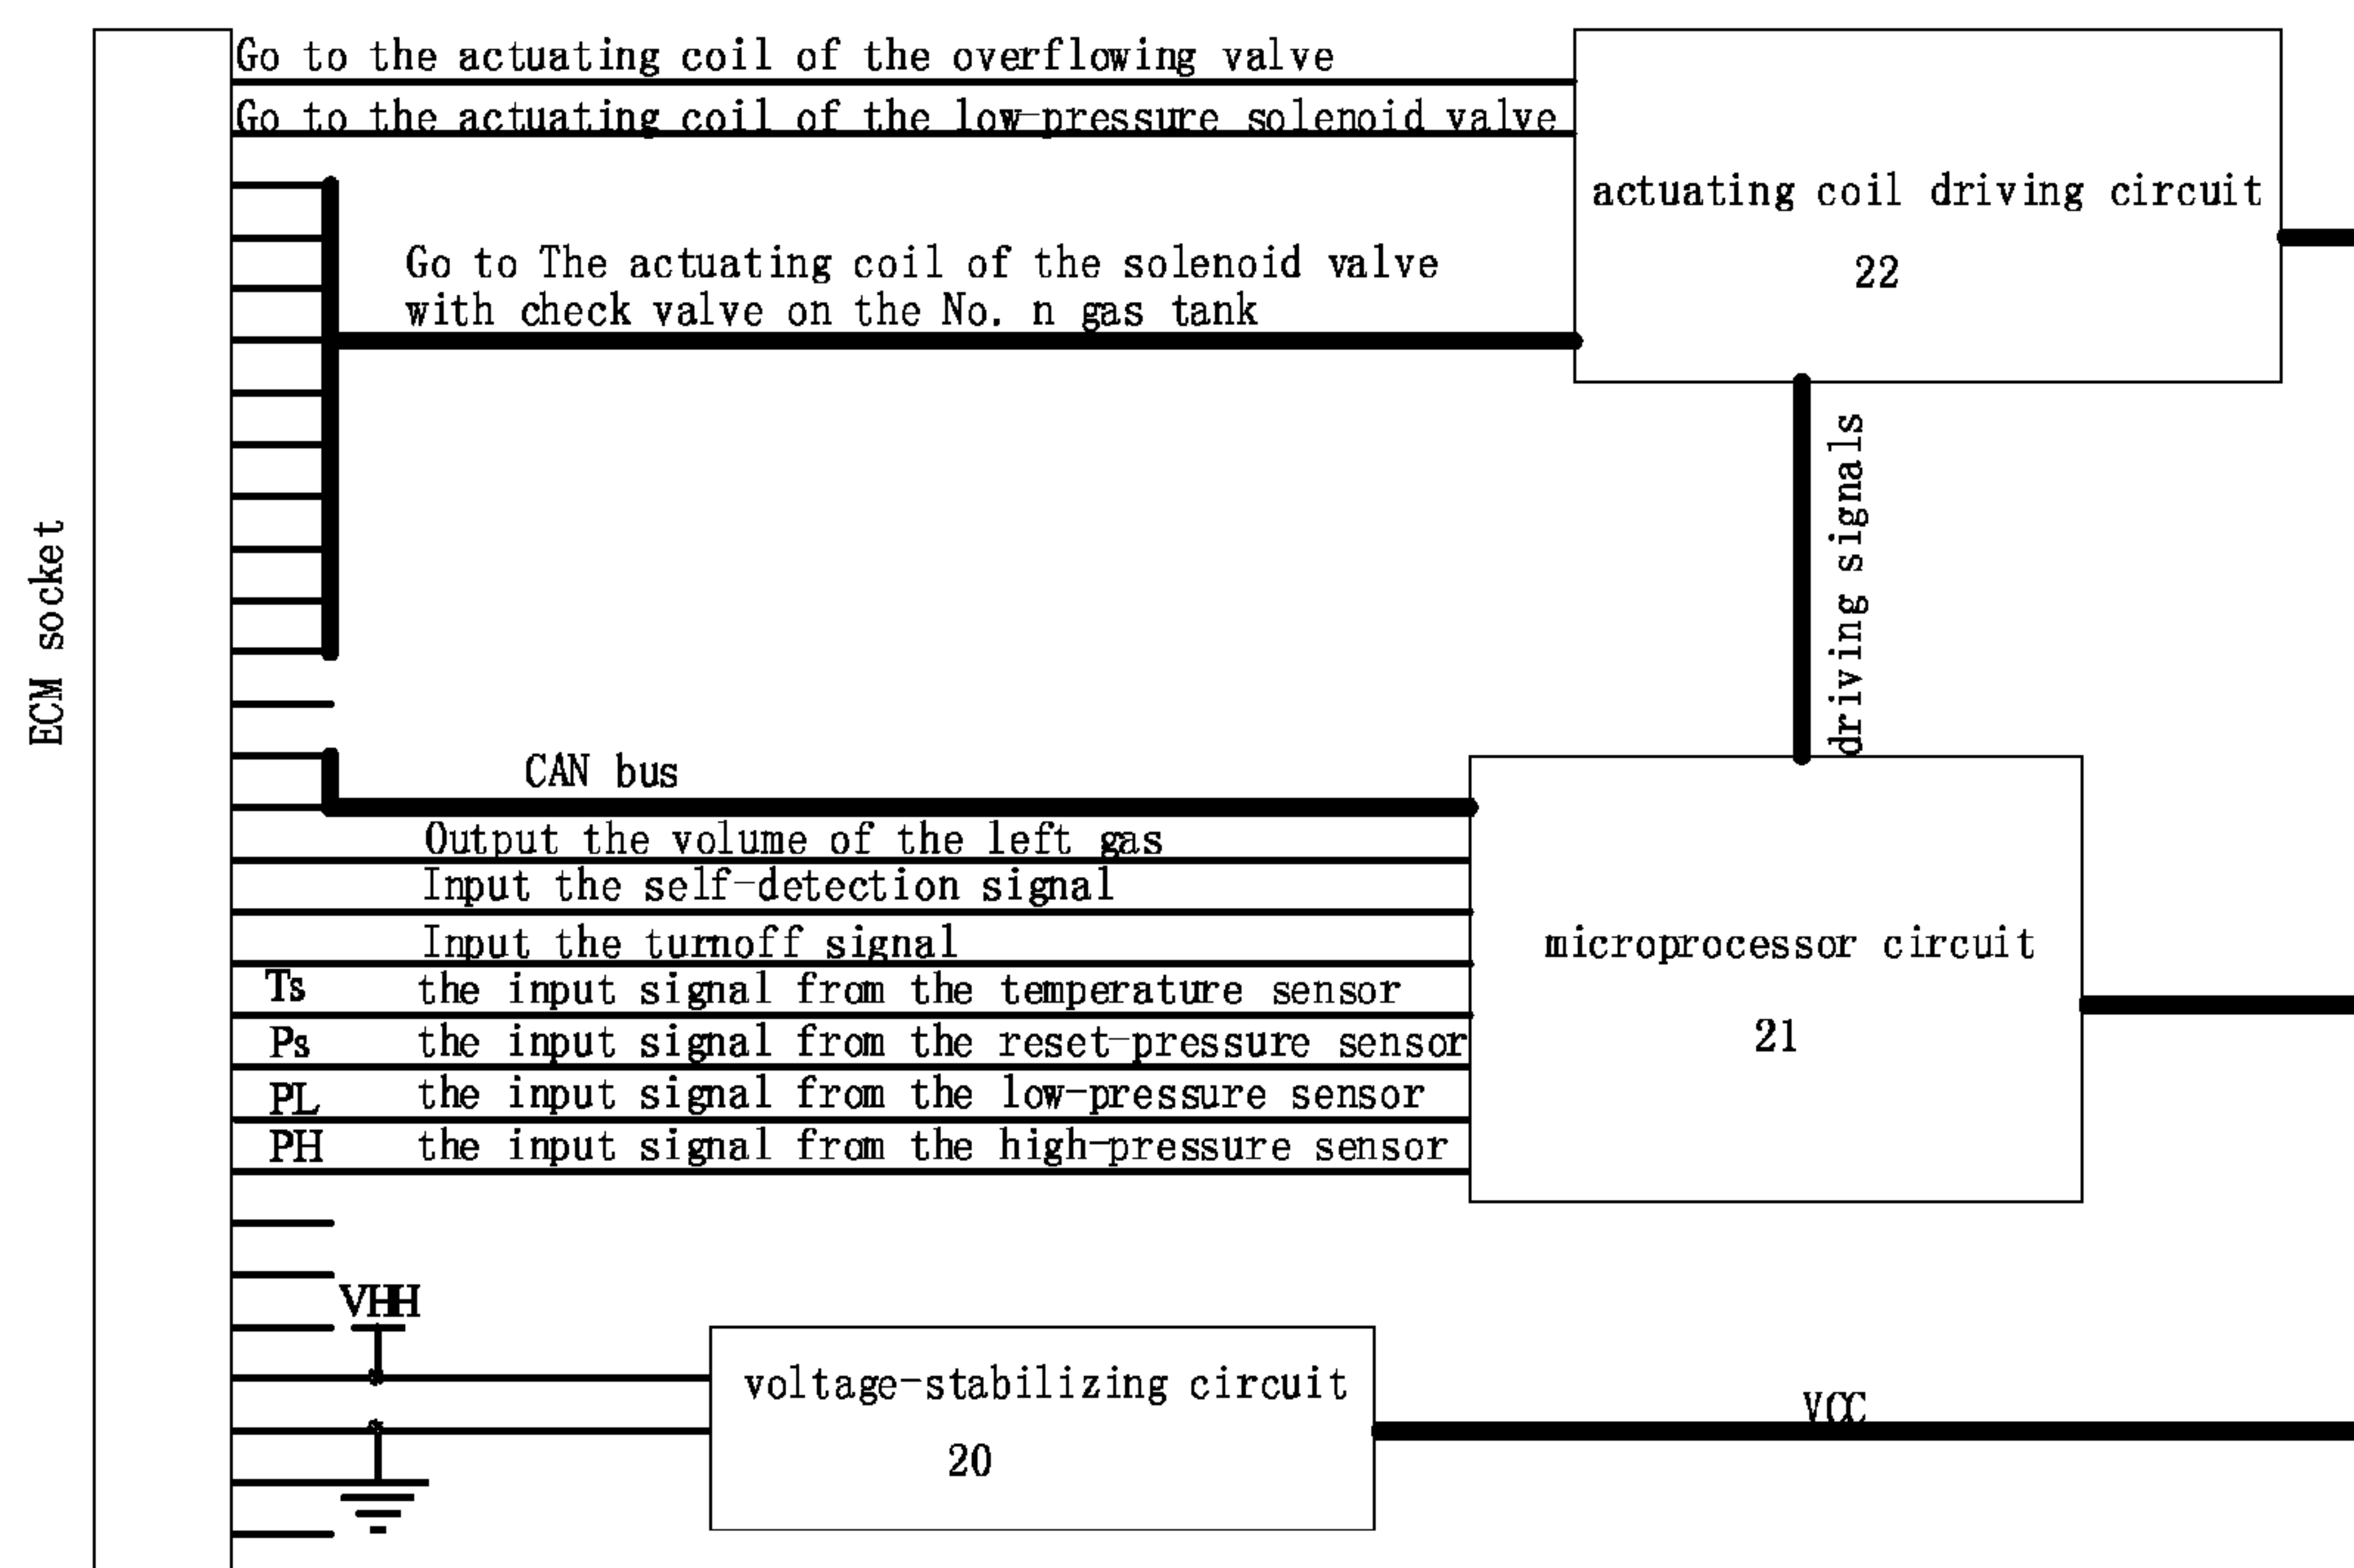 Go to the actuating coil of the overflowing valve
Go to the actuating coil of the low-pressure solenoid valve
actuating coil driving circuit
22
Go to The actuating coil of the solenoid valve
with check valve on the No. n gas tank
driving signals
ECM socket
CAN bus
Output the volume of the left gas
Input the self-detection signal
Input the turnoff signal
microprocessor circuit
21
Ts the input signal from the temperature sensor
Ps the input signal from the reset-pressure sensor
PL the input signal from the low-pressure sensor
PH the input signal from the high-pressure sensor
VHH
voltage-stabilizing circuit
20
VCC